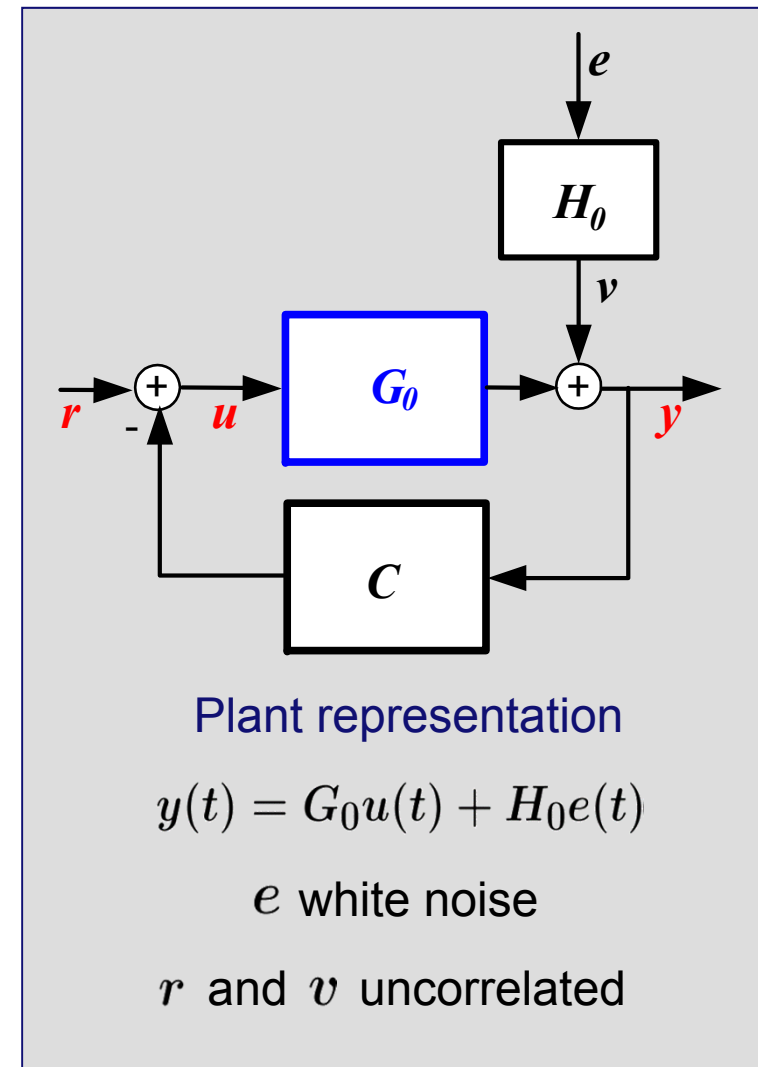 e
H₀
v
+ G₀ +
r - u y
C
Plant representation
y(t) = G₀u(t) + H₀e(t)
e white noise
r and v uncorrelated